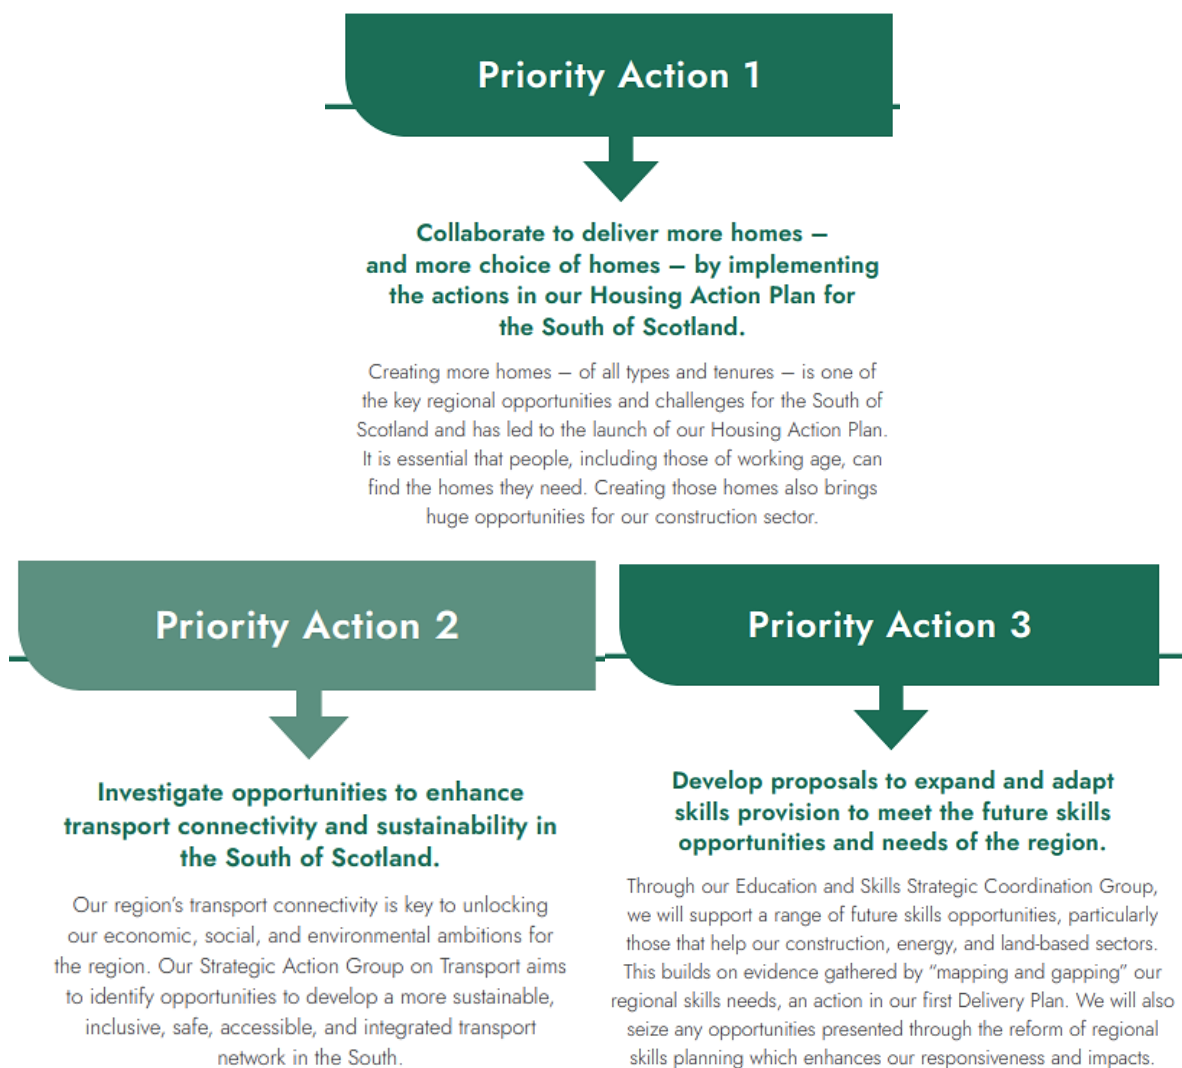 Priority Action 1
Collaborate to deliver more homes –
and more choice of homes – by implementing
the actions in our Housing Action Plan for
the South of Scotland.
Creating more homes – of all types and tenures – is one of
the key regional opportunities and challenges for the South of
Scotland and has led to the launch of our Housing Action Plan.
It is essential that people, including those of working age, can
find the homes they need. Creating those homes also brings
huge opportunities for our construction sector.
Priority Action 2
Investigate opportunities to enhance
transport connectivity and sustainability in
the South of Scotland.
Our region’s transport connectivity is key to unlocking
our economic, social, and environmental ambitions for
the region. Our Strategic Action Group on Transport aims
to identify opportunities to develop a more sustainable,
inclusive, safe, accessible, and integrated transport
network in the South.
Priority Action 3
Develop proposals to expand and adapt
skills provision to meet the future skills
opportunities and needs of the region.
Through our Education and Skills Strategic Coordination Group,
we will support a range of future skills opportunities, particularly
those that help our construction, energy, and land-based sectors.
This builds on evidence gathered by “mapping and gapping” our
regional skills needs, an action in our first Delivery Plan. We will also
seize any opportunities presented through the reform of regional
skills planning which enhances our responsiveness and impacts.